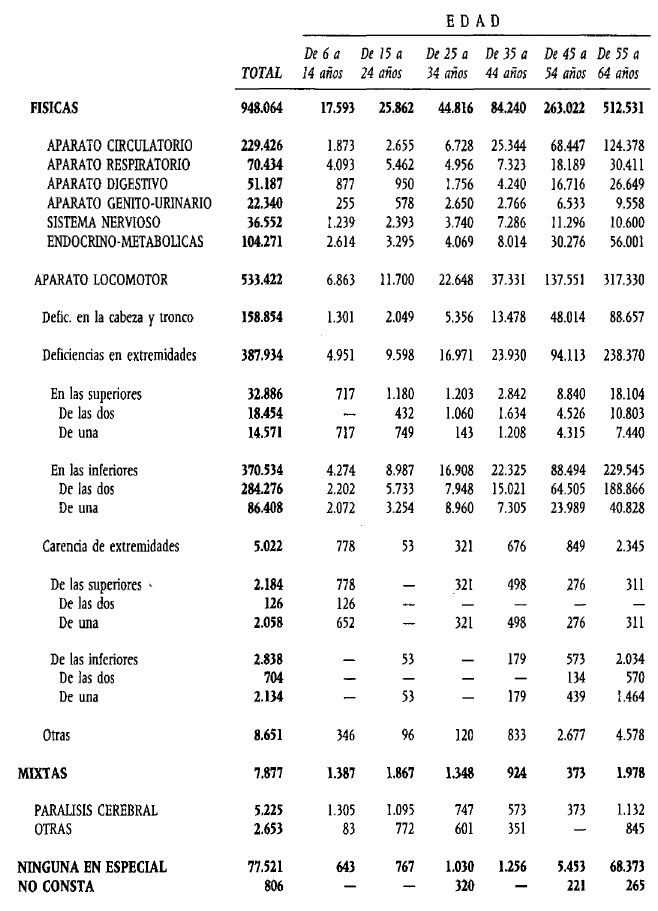 EDAD
De 6 a De 15 a De 25 a De 35 a De 45 a De 55 a
TOTAL 14 años 24 años 34 años 44 años 54 años 64 años
FISICAS 948.064 17.593 25.862 44.816 84.240 263.022 512.531
APARATO CIRCULATORIO 229.426 1.873 2.655 6.728 25.344 68.447 124.378
APARATO RESPIRATORIO 70.434 4.093 5.462 4.956 7.323 18.189 30.411
APARATO DIGESTIVO 51.187 877 950 1.756 4.240 16.716 26.649
APARATO GENITO-URINARIO 22.340 255 578 2.650 2.766 6.533 9.558
SISTEMA NERVIOSO 36.552 1.239 2.393 3.740 7.286 11.296 10.600
ENDOCRINO-METABOLICAS 104.271 2.614 3.295 4.069 8.014 30.276 56.001
APARATO LOCOMOTOR 533.422 6.863 11.700 22.648 37.331 137.551 317.330
Defic. en la cabeza y tronco 158.854 1.301 2.049 5.356 13.478 48.014 88.657
Deficiencias en extremidades 387.934 4.951 9.598 16.971 23.930 94.113 238.370
En las superiores 32.886 717 1.180 1.203 2.842 8.840 18.104
De las dos 18.454 — 432 1.060 1.634 4.526 10.803
De una 14.571 717 749 143 1.208 4.315 7.440
En las inferiores 370.534 4.274 8.987 16.908 22.325 88.494 229.545
De las dos 284.276 2.202 5.733 7.948 15.021 64.505 188.866
De una 86.408 2.072 3.254 8.960 7.305 23.989 40.828
Carencia de extremidades 5.022 778 53 321 676 849 2.345
De las superiores 2.184 778 — 321 498 276 311
De las dos 126 126 — — — — —
De una 2.058 652 — 321 498 276 311
De las inferiores 2.838 — 53 — 179 573 2.034
De las dos 704 — — — — 134 570
De una 2.134 — 53 — 179 439 1.464
Otras 8.651 346 96 120 833 2.677 4.578
MIXTAS 7.877 1.387 1.867 1.348 924 373 1.978
PARALISIS CEREBRAL 5.225 1.305 1.095 747 573 373 1.132
OTRAS 2.653 83 772 601 351 — 845
NINGUNA EN ESPECIAL 77.521 643 767 1.030 1.256 5.453 68.373
NO CONSTA 806 — — 320 — 221 265